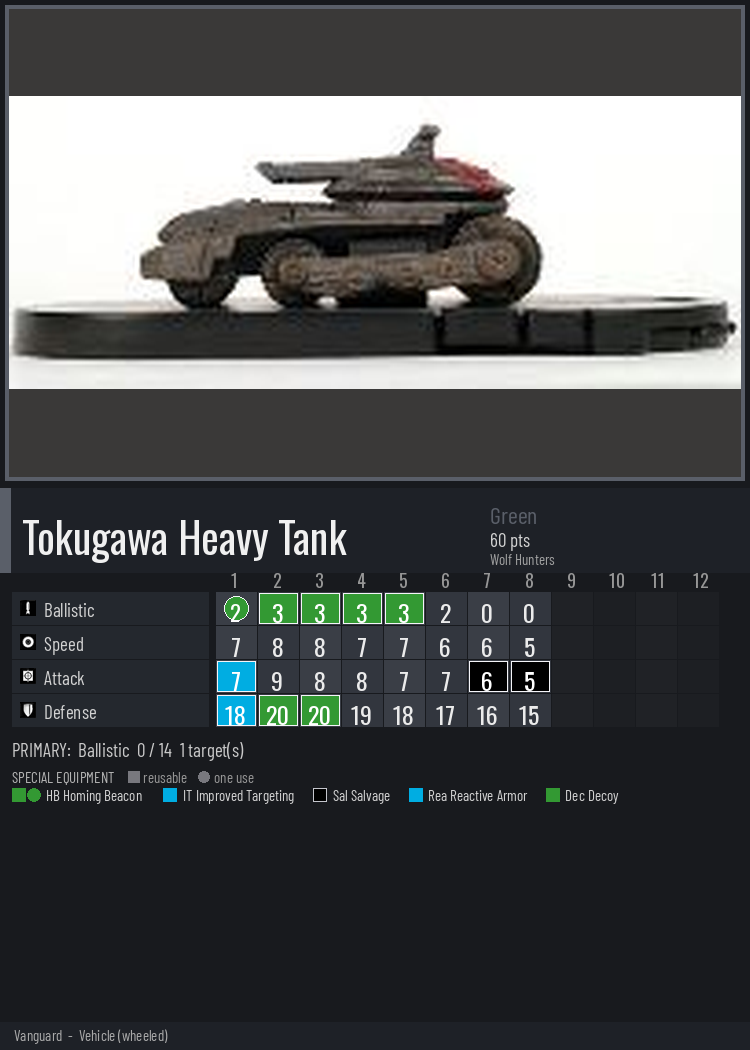 Tokugawa Heavy Tank
Green
60 pts
Wolf Hunters
1 2 3 4 5 6 7 8 9 10 11 12
Ballistic 2 3 3 3 3 2 0 0
Speed 7 8 8 7 7 6 6 5
Attack 7 9 8 8 7 7 6 5
Defense 18 20 20 19 18 17 16 15
PRIMARY: Ballistic 0 / 14 1 target(s)
SPECIAL EQUIPMENT reusable one use
HB Homing Beacon IT Improved Targeting Sal Salvage Rea Reactive Armor Dec Decoy
Vanguard - Vehicle (wheeled)